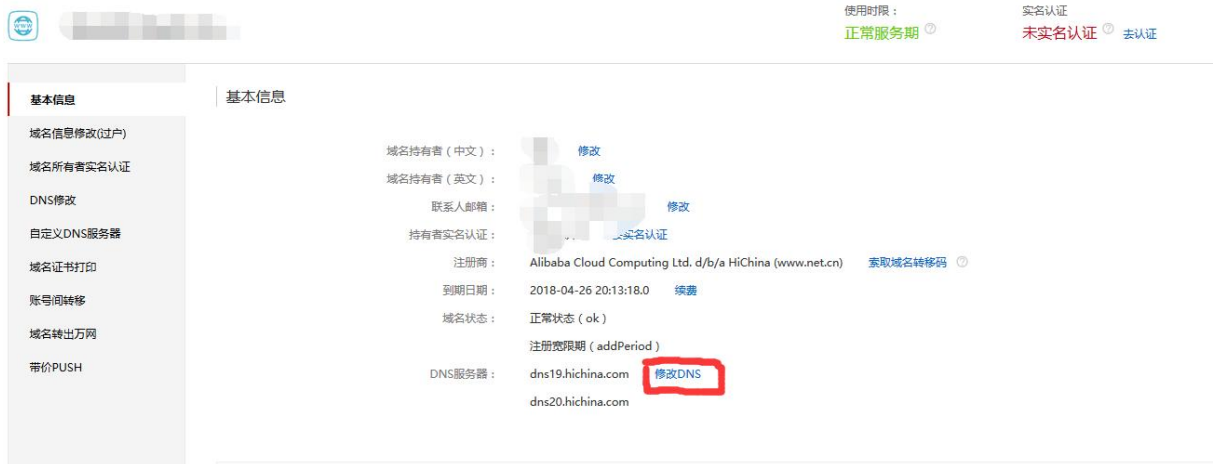 www
使用时限：
正常服务期
实名认证
未实名认证 去认证
基本信息
域名信息修改(过户)
域名所有者实名认证
DNS修改
自定义DNS服务器
域名证书打印
账号间转移
域名转出万网
带价PUSH
基本信息
域名持有者（中文）： 修改
域名持有者（英文）： 修改
联系人邮箱： 修改
持有者实名认证： 实名认证
注册商： Alibaba Cloud Computing Ltd. d/b/a HiChina (www.net.cn) 索取域名转移码
到期日期： 2018-04-26 20:13:18.0 续费
域名状态： 正常状态（ok）
注册宽限期（addPeriod）
DNS服务器： dns19.hichina.com 修改DNS
dns20.hichina.com